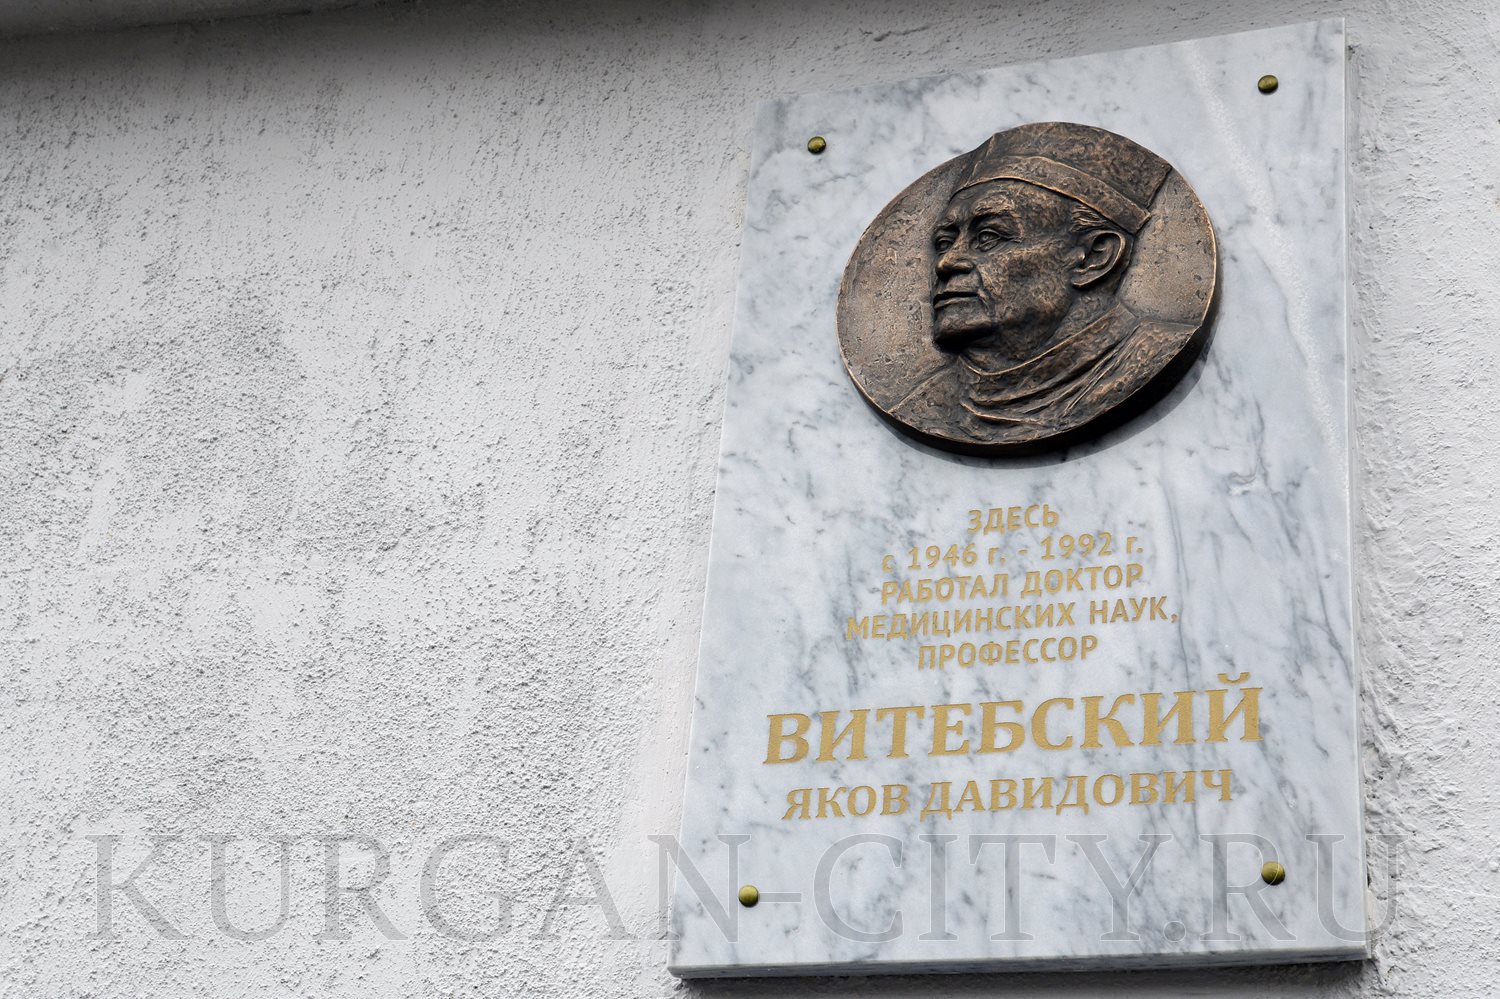 ЗДЕСЬ
с 1946 г. - 1992 г.
РАБОТАЛ ДОКТОР
МЕДИЦИНСКИХ НАУК,
ПРОФЕССОР
ВИТЕБСКИЙ
ЯКОВ ДАВИДОВИЧ
KURGAN-CITY.RU